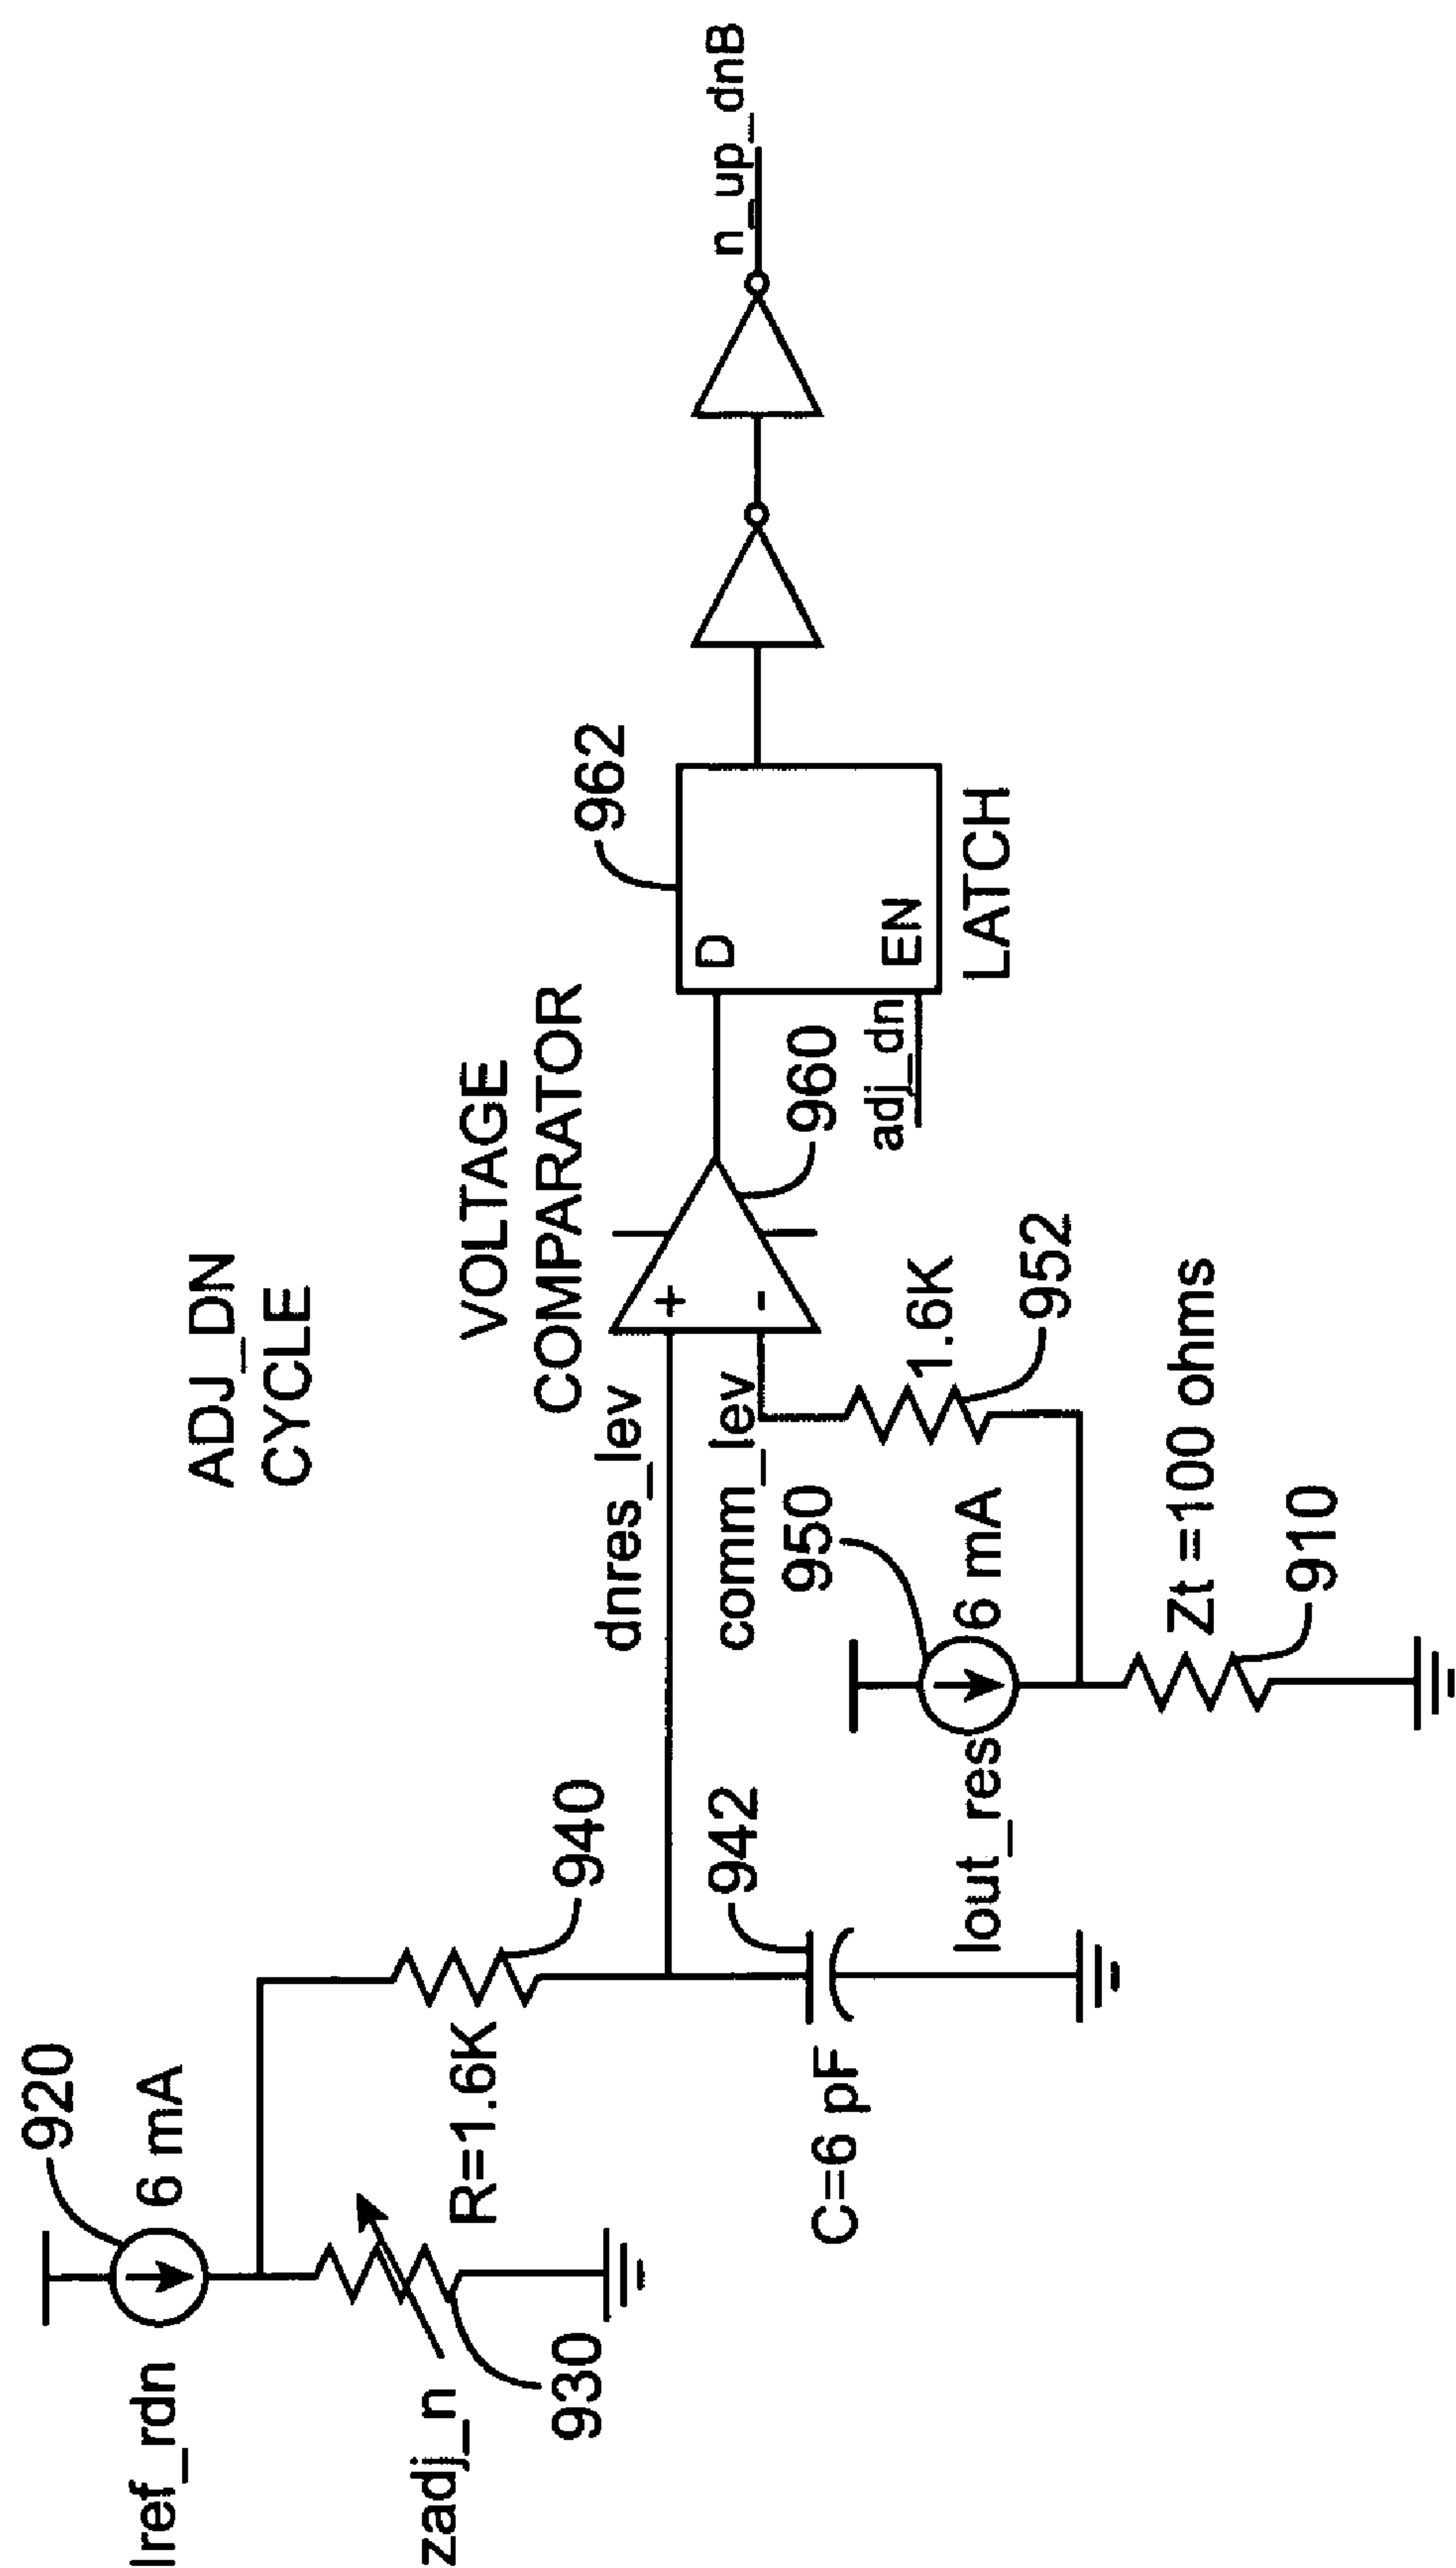 ADJ_DN
CYCLE
Iref_rdn
920
6 mA
zadj_n
930
R=1.6K
940
C=6 pF
942
dnres_lev
comm_lev
VOLTAGE
COMPARATOR
+
-
960
950
Iout_res
6 mA
1.6K
952
Zt =100 ohms
910
962
D
EN
adj_dn
LATCH
n_up_dnB